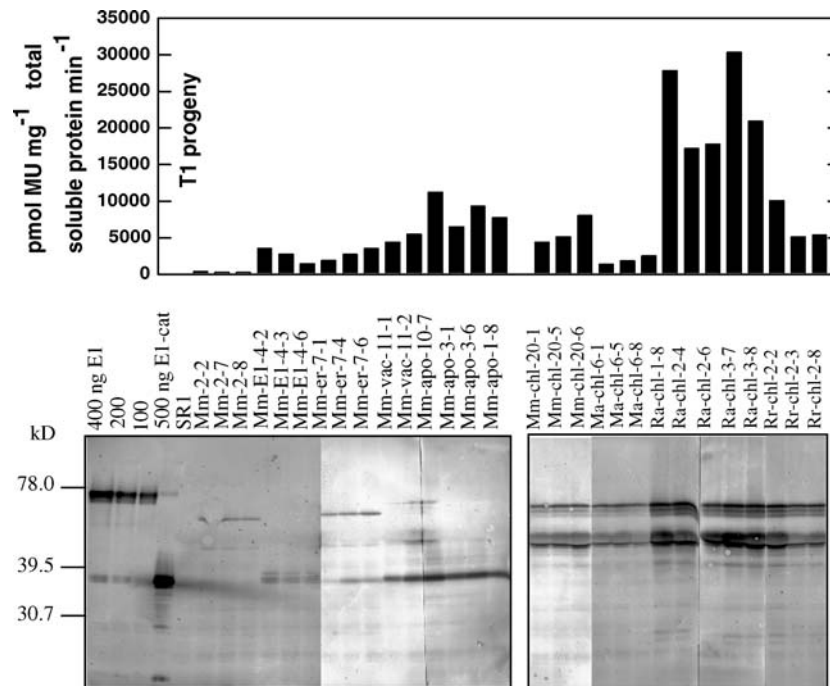 35000
30000
25000
20000
15000
10000
5000
0
pmol MU mg-1 total
soluble protein min-1
T1 progeny
400 ng E1
200
100
500 ng E1-cat
SR1
Mm-2-2
Mm-2-7
Mm-2-8
Mm-E1-4-2
Mm-E1-4-3
Mm-E1-4-6
Mm-er-7-1
Mm-er-7-4
Mm-er-7-6
Mm-vac-11-1
Mm-vac-11-2
Mm-apo-10-7
Mm-apo-3-1
Mm-apo-3-6
Mm-apo-1-8
Mm-chl-20-1
Mm-chl-20-5
Mm-chl-20-6
Ma-chl-6-1
Ma-chl-6-5
Ma-chl-6-8
Ra-chl-1-8
Ra-chl-2-4
Ra-chl-2-6
Ra-chl-3-7
Ra-chl-3-8
Rr-chl-2-2
Rr-chl-2-3
Rr-chl-2-8
kD
78.0
39.5
30.7